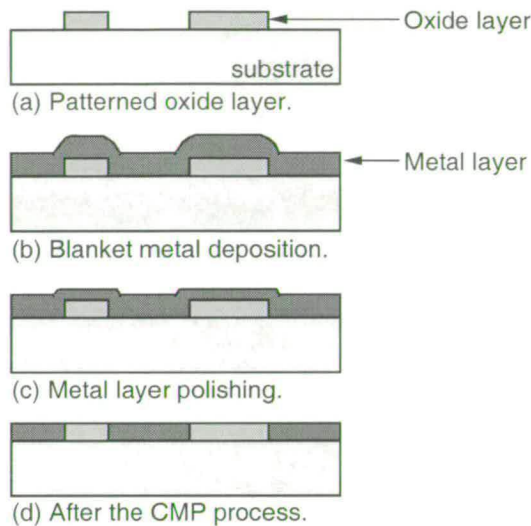 Oxide layer
substrate
(a) Patterned oxide layer.
Metal layer
(b) Blanket metal deposition.
(c) Metal layer polishing.
(d) After the CMP process.